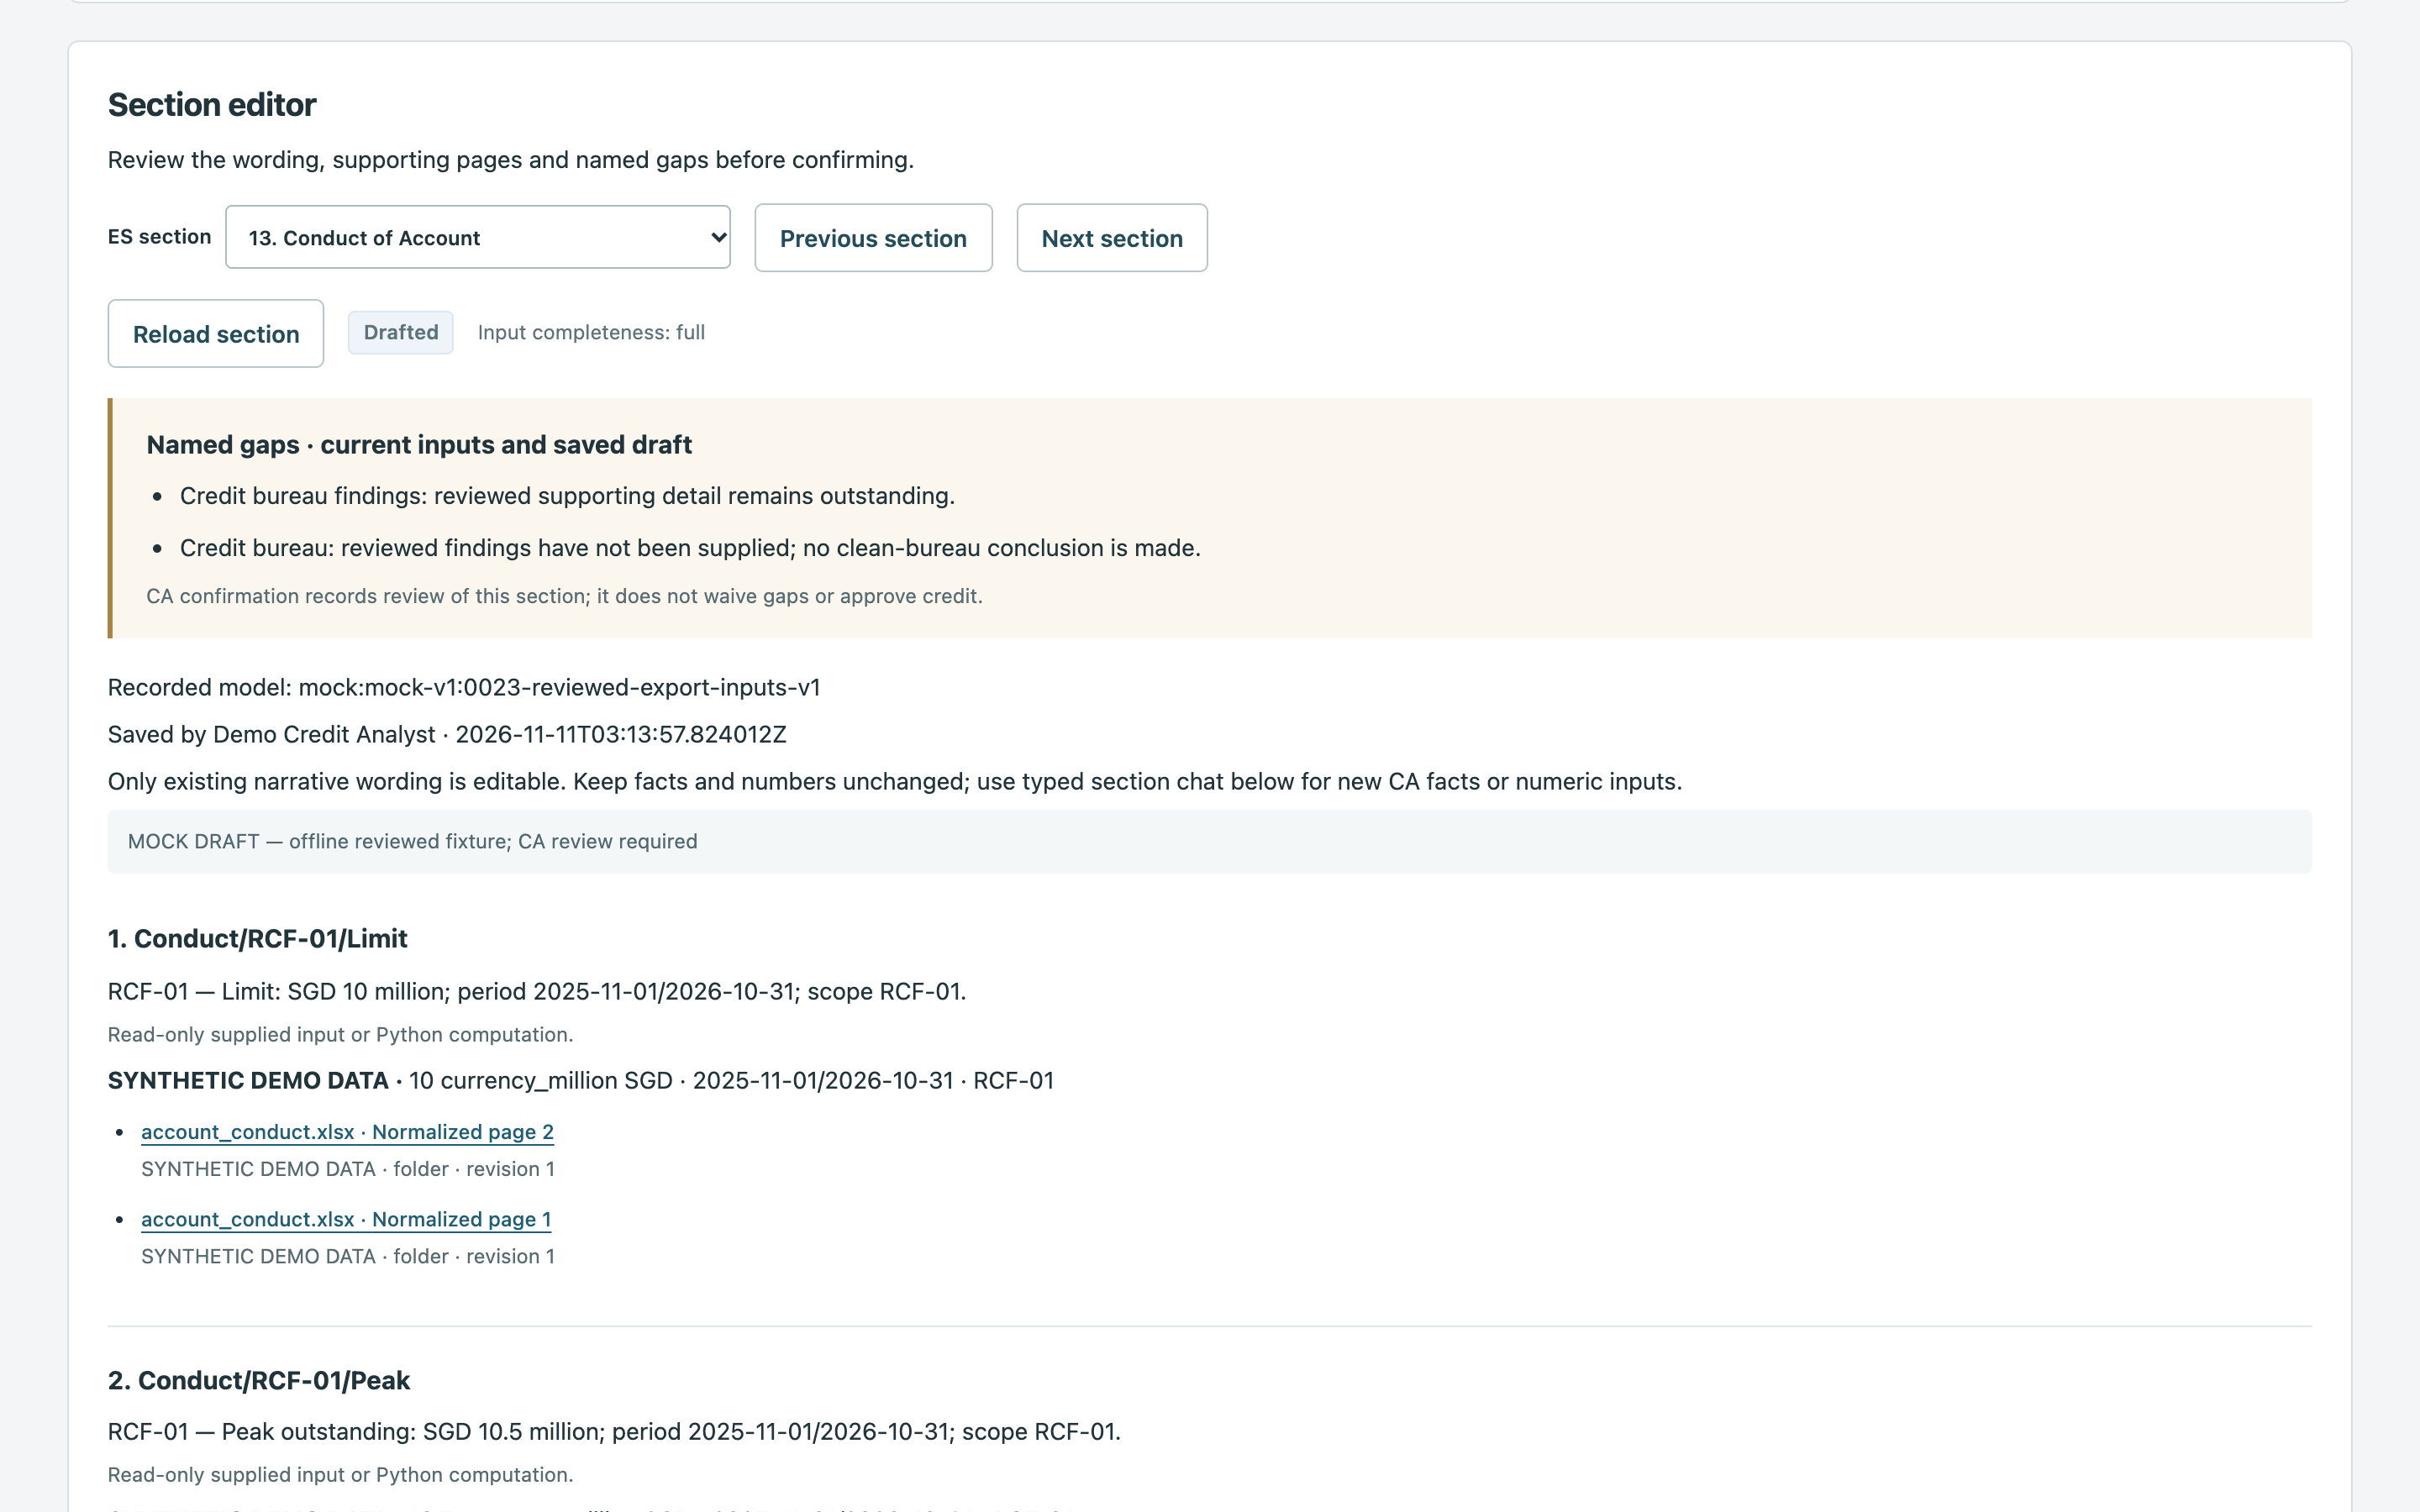 Section editor
Review the wording, supporting pages and named gaps before confirming.
ES section 13. Conduct of Account Previous section Next section
Reload section Drafted Input completeness: full
Named gaps · current inputs and saved draft
• Credit bureau findings: reviewed supporting detail remains outstanding.
• Credit bureau: reviewed findings have not been supplied; no clean-bureau conclusion is made.
CA confirmation records review of this section; it does not waive gaps or approve credit.
Recorded model: mock:mock-v1:0023-reviewed-export-inputs-v1
Saved by Demo Credit Analyst · 2026-11-11T03:13:57.824012Z
Only existing narrative wording is editable. Keep facts and numbers unchanged; use typed section chat below for new CA facts or numeric inputs.
MOCK DRAFT — offline reviewed fixture; CA review required
1. Conduct/RCF-01/Limit
RCF-01 — Limit: SGD 10 million; period 2025-11-01/2026-10-31; scope RCF-01.
Read-only supplied input or Python computation.
SYNTHETIC DEMO DATA · 10 currency_million SGD · 2025-11-01/2026-10-31 · RCF-01
• account_conduct.xlsx · Normalized page 2
SYNTHETIC DEMO DATA · folder · revision 1
• account_conduct.xlsx · Normalized page 1
SYNTHETIC DEMO DATA · folder · revision 1
2. Conduct/RCF-01/Peak
RCF-01 — Peak outstanding: SGD 10.5 million; period 2025-11-01/2026-10-31; scope RCF-01.
Read-only supplied input or Python computation.